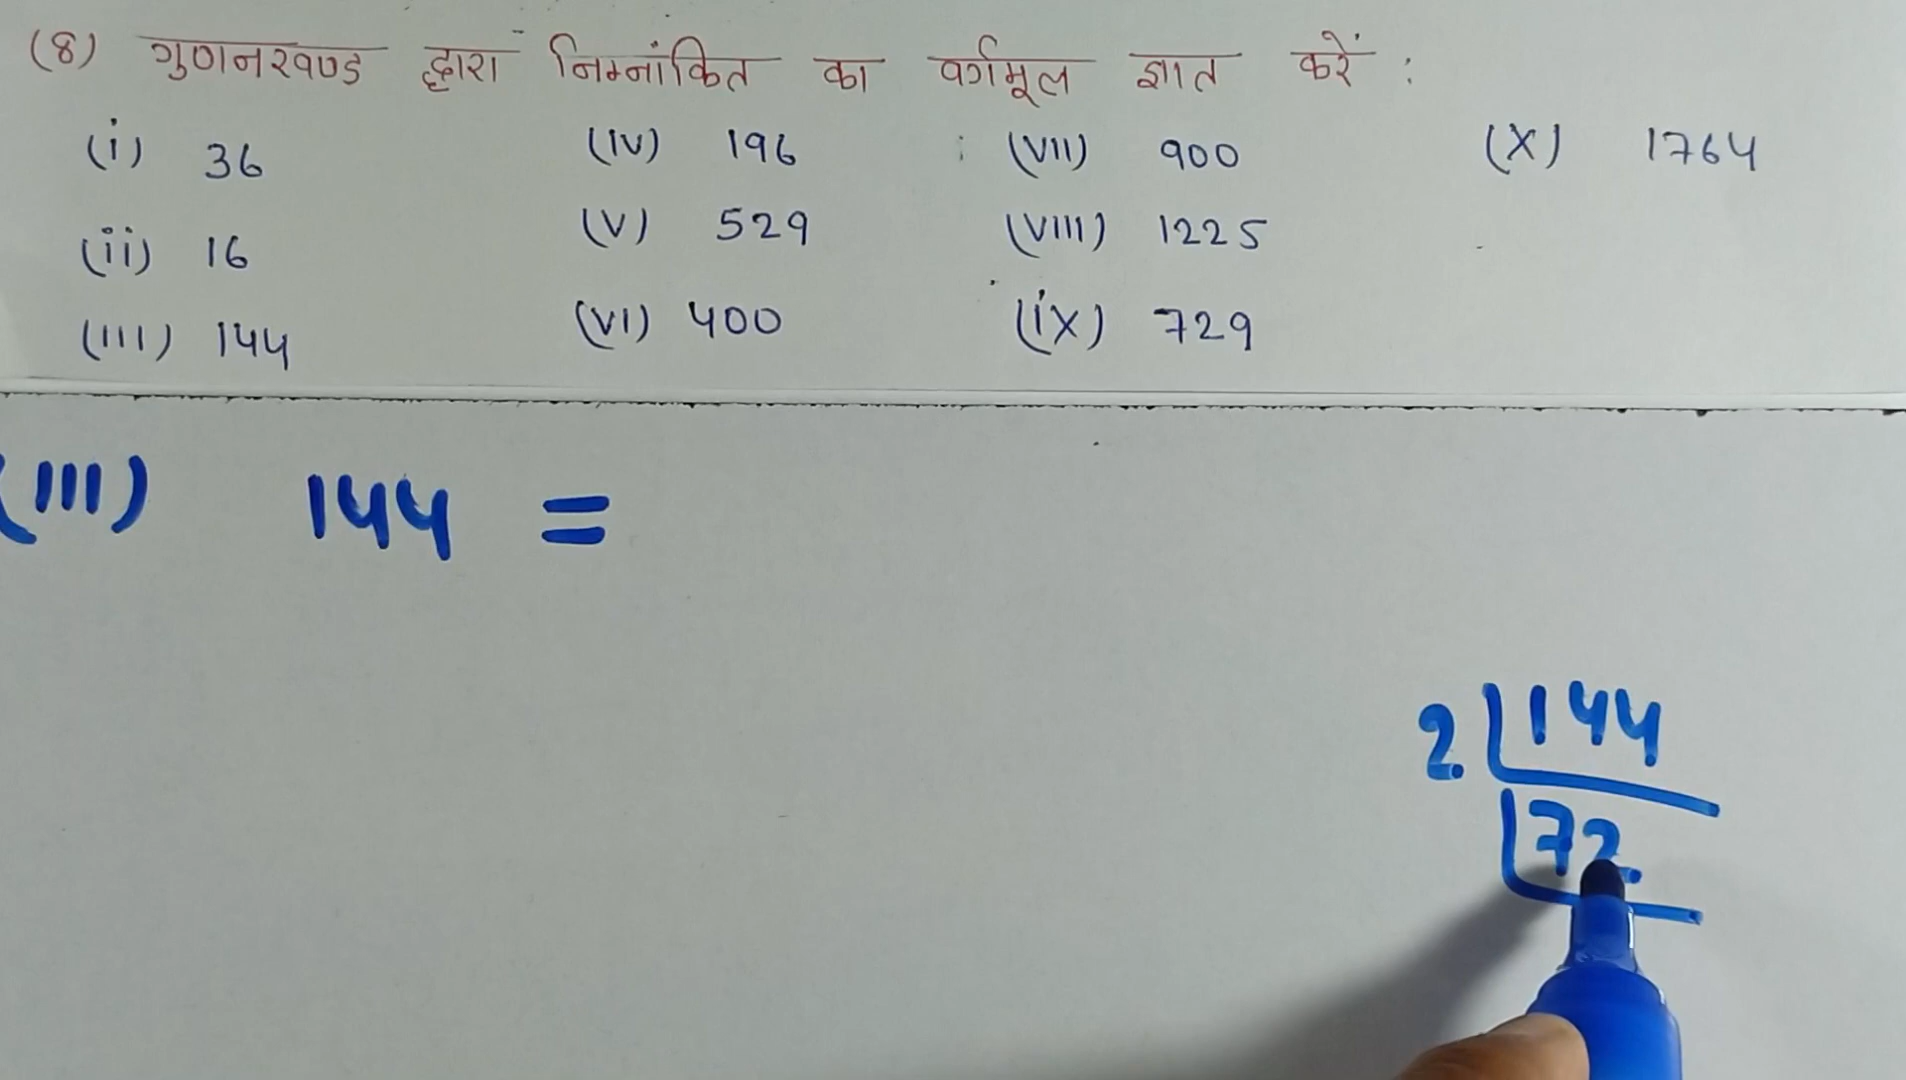 (8) गुणनखण्ड द्वारा निम्नांकित का वर्गमूल ज्ञात करें :
(i) 36
(ii) 16
(III) 144
(IV) 196
(V) 529
(VI) 400
(VII) 900
(VIII) 1225
(ix) 729
(X) 1764
(III) 144 =
2 144
72